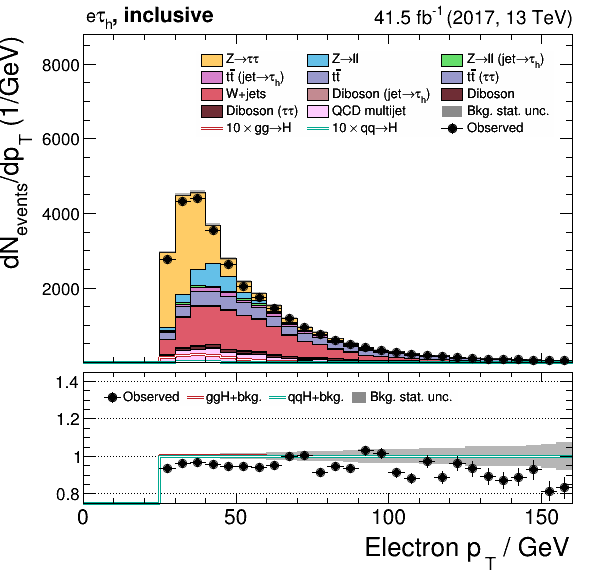 eτh, inclusive 41.5 fb-1 (2017, 13 TeV)
dNevents/dpT (1/GeV)
8000
6000
4000
2000
Z→ττ Z→ll Z→ll (jet→τh)
tt̄ (jet→τh) tt̄ tt̄ (ττ)
W+jets Diboson (jet→τh) Diboson
Diboson (ττ) QCD multijet Bkg. stat. unc.
10 × gg→H 10 × qq→H Observed
1.4
1.2
1
0.8
Observed ggH+bkg. qqH+bkg. Bkg. stat. unc.
0 50 100 150
Electron pT / GeV